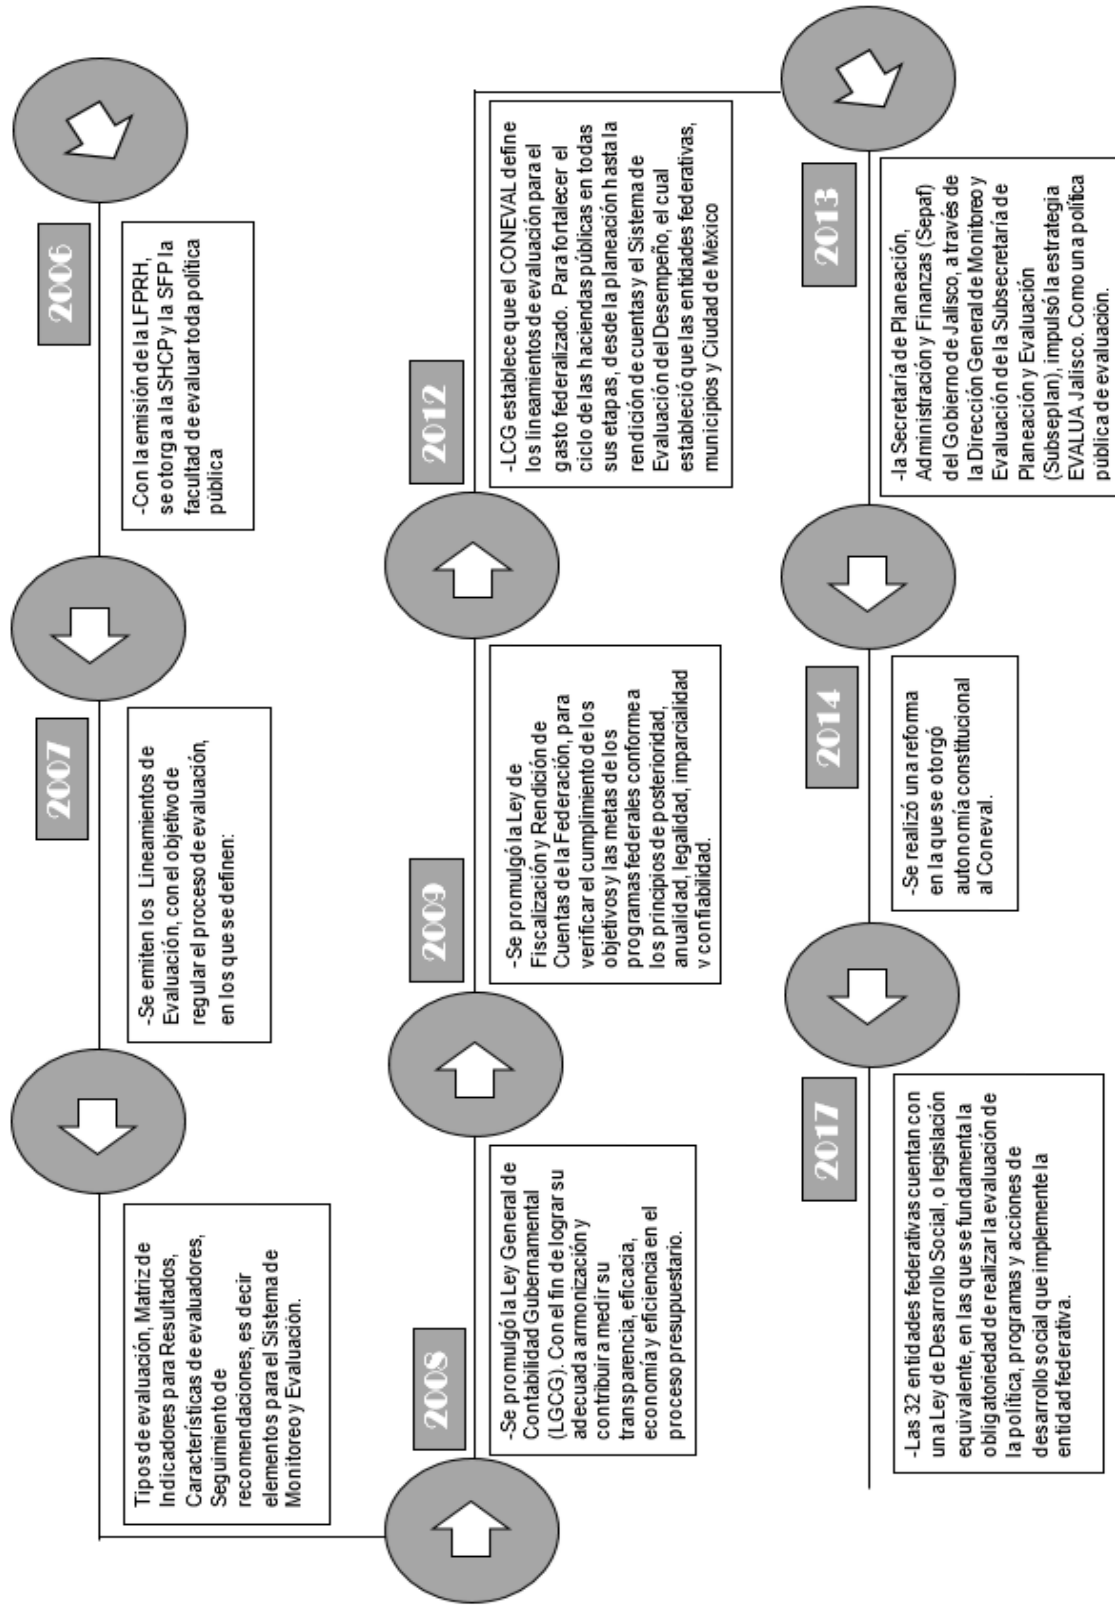 2006
-Con la emisión de la LFPRH,
se otorga a la SHCP y la SFP la
facultad de evaluar toda política
pública
2007
-Se emiten los Lineamientos de
Evaluación, con el objetivo de
regular el proceso de evaluación,
en los que se definen:
Tipos de evaluación, Matriz de
Indicadores para Resultados,
Características de evaluadores,
Seguimiento de
recomendaciones, es decir
elementos para el Sistema de
Monitoreo y Evaluación.
2008
-Se promulgó la Ley General de
Contabilidad Gubernamental
(LGCG). Con el fin de lograr su
adecuada armonización y
contribuir a medir su
transparencia, eficacia,
economía y eficiencia en el
proceso presupuestario.
2009
-Se promulgó la Ley de
Fiscalización y Rendición de
Cuentas de la Federación, para
verificar el cumplimiento de los
objetivos y las metas de los
programas federales conforme a
los principios de posterioridad,
anualidad, legalidad, imparcialidad
y confiabilidad.
2012
-LCG establece que el CONEVAL define
los lineamientos de evaluación para el
gasto federalizado. Para fortalecer el
ciclo de las haciendas públicas en todas
sus etapas, desde la planeación hasta la
rendición de cuentas y el Sistema de
Evaluación del Desempeño, el cual
estableció que las entidades federativas,
municipios y Ciudad de México
2013
-la Secretaría de Planeación,
Administración y Finanzas (Sepaf)
del Gobierno de Jalisco, a través de
la Dirección General de Monitoreo y
Evaluación de la Subsecretaría de
Planeación y Evaluación
(Subseplan), impulsó la estrategia
EVALUA Jalisco. Como una política
pública de evaluación.
2014
-Se realizó una reforma
en la que se otorgó
autonomía constitucional
al Coneval.
2017
-Las 32 entidades federativas cuentan con
una Ley de Desarrollo Social, o legislación
equivalente, en las que se fundamenta la
obligatoriedad de realizar la evaluación de
la política, programas y acciones de
desarrollo social que implemente la
entidad federativa.